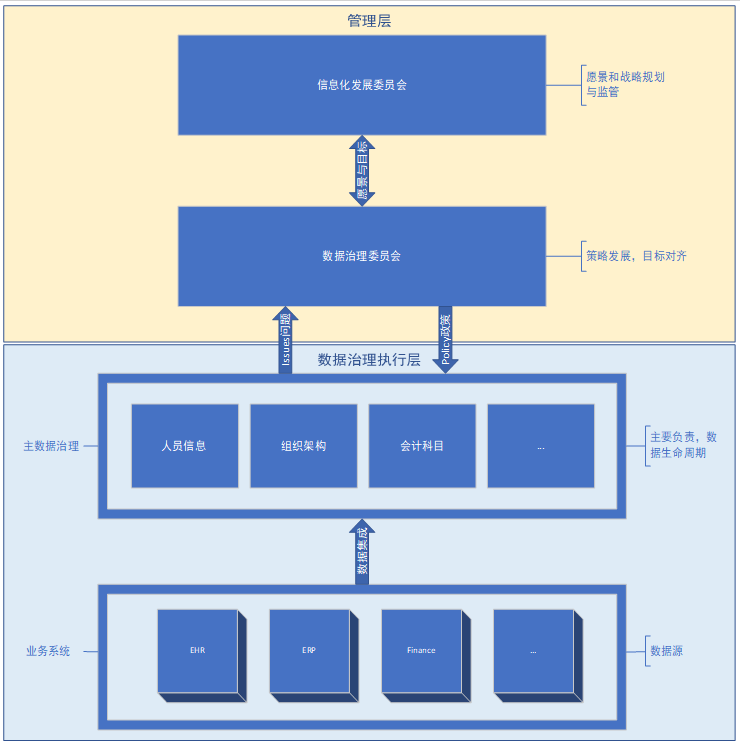 管理层
信息化发展委员会
愿景和战略规划
与监管
愿景与目标
数据治理委员会
策略发展，目标对齐
Issues问题
Policy政策
数据治理执行层
主数据治理
人员信息
组织架构
会计科目
...
主要负责，数
据生命周期
数据集成
业务系统
EHR
ERP
Finance
...
数据源